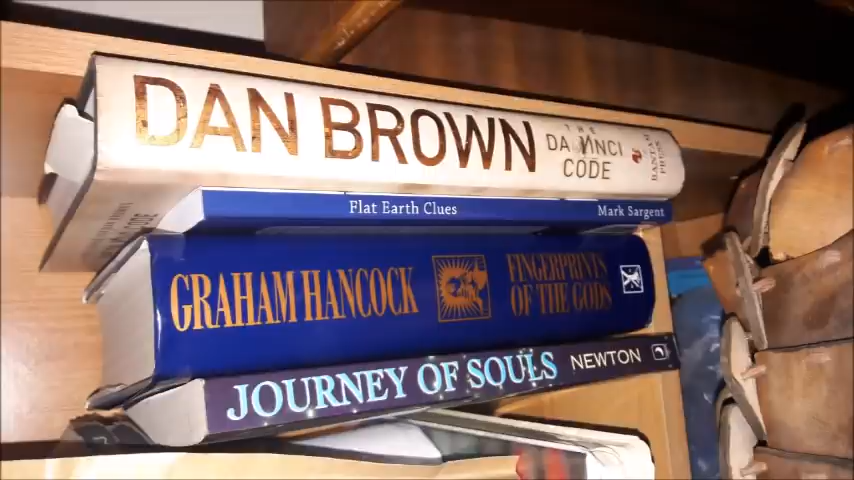 DAN BROWN
THE
DA VINCI
CODE
BANTAM
PRESS
Flat Earth Clues
Mark Sargent
GRAHAM HANCOCK
FINGERPRINTS
OF THE GODS
JOURNEY OF SOULS
NEWTON